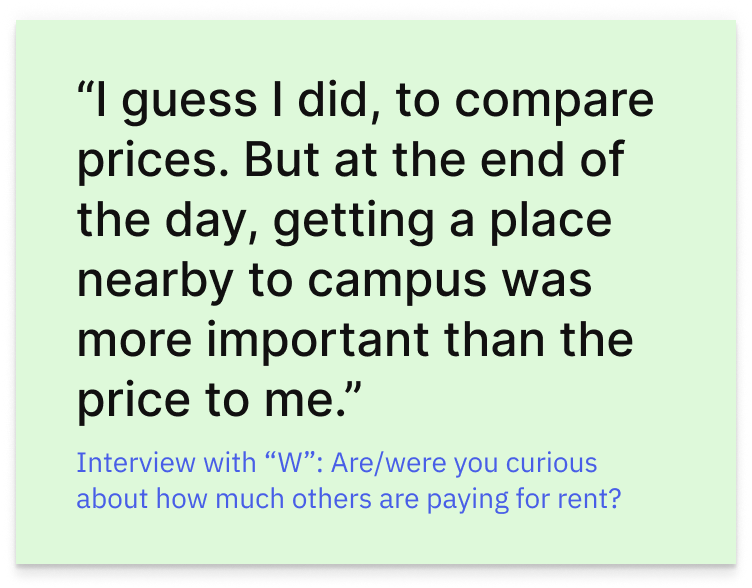 “I guess I did, to compare
prices. But at the end of
the day, getting a place
nearby to campus was
more important than the
price to me.”
Interview with “W”: Are/were you curious
about how much others are paying for rent?